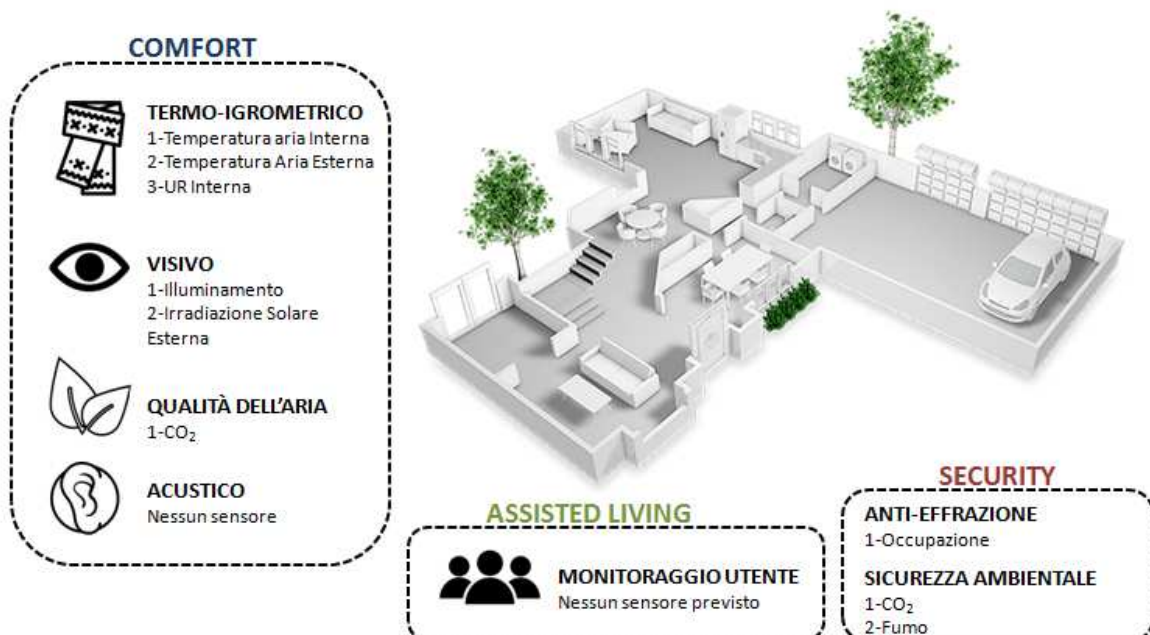 COMFORT
TERMO-IGROMETRICO
1-Temperatura aria Interna
2-Temperatura Aria Esterna
3-UR Interna
VISIVO
1-Illuminamento
2-Irradiazione Solare
Esterna
QUALITÀ DELL'ARIA
1-CO₂
ACUSTICO
Nessun sensore
ASSISTED LIVING
MONITORAGGIO UTENTE
Nessun sensore previsto
SECURITY
ANTI-EFFRAZIONE
1-Occupazione
SICUREZZA AMBIENTALE
1-CO₂
2-Fumo